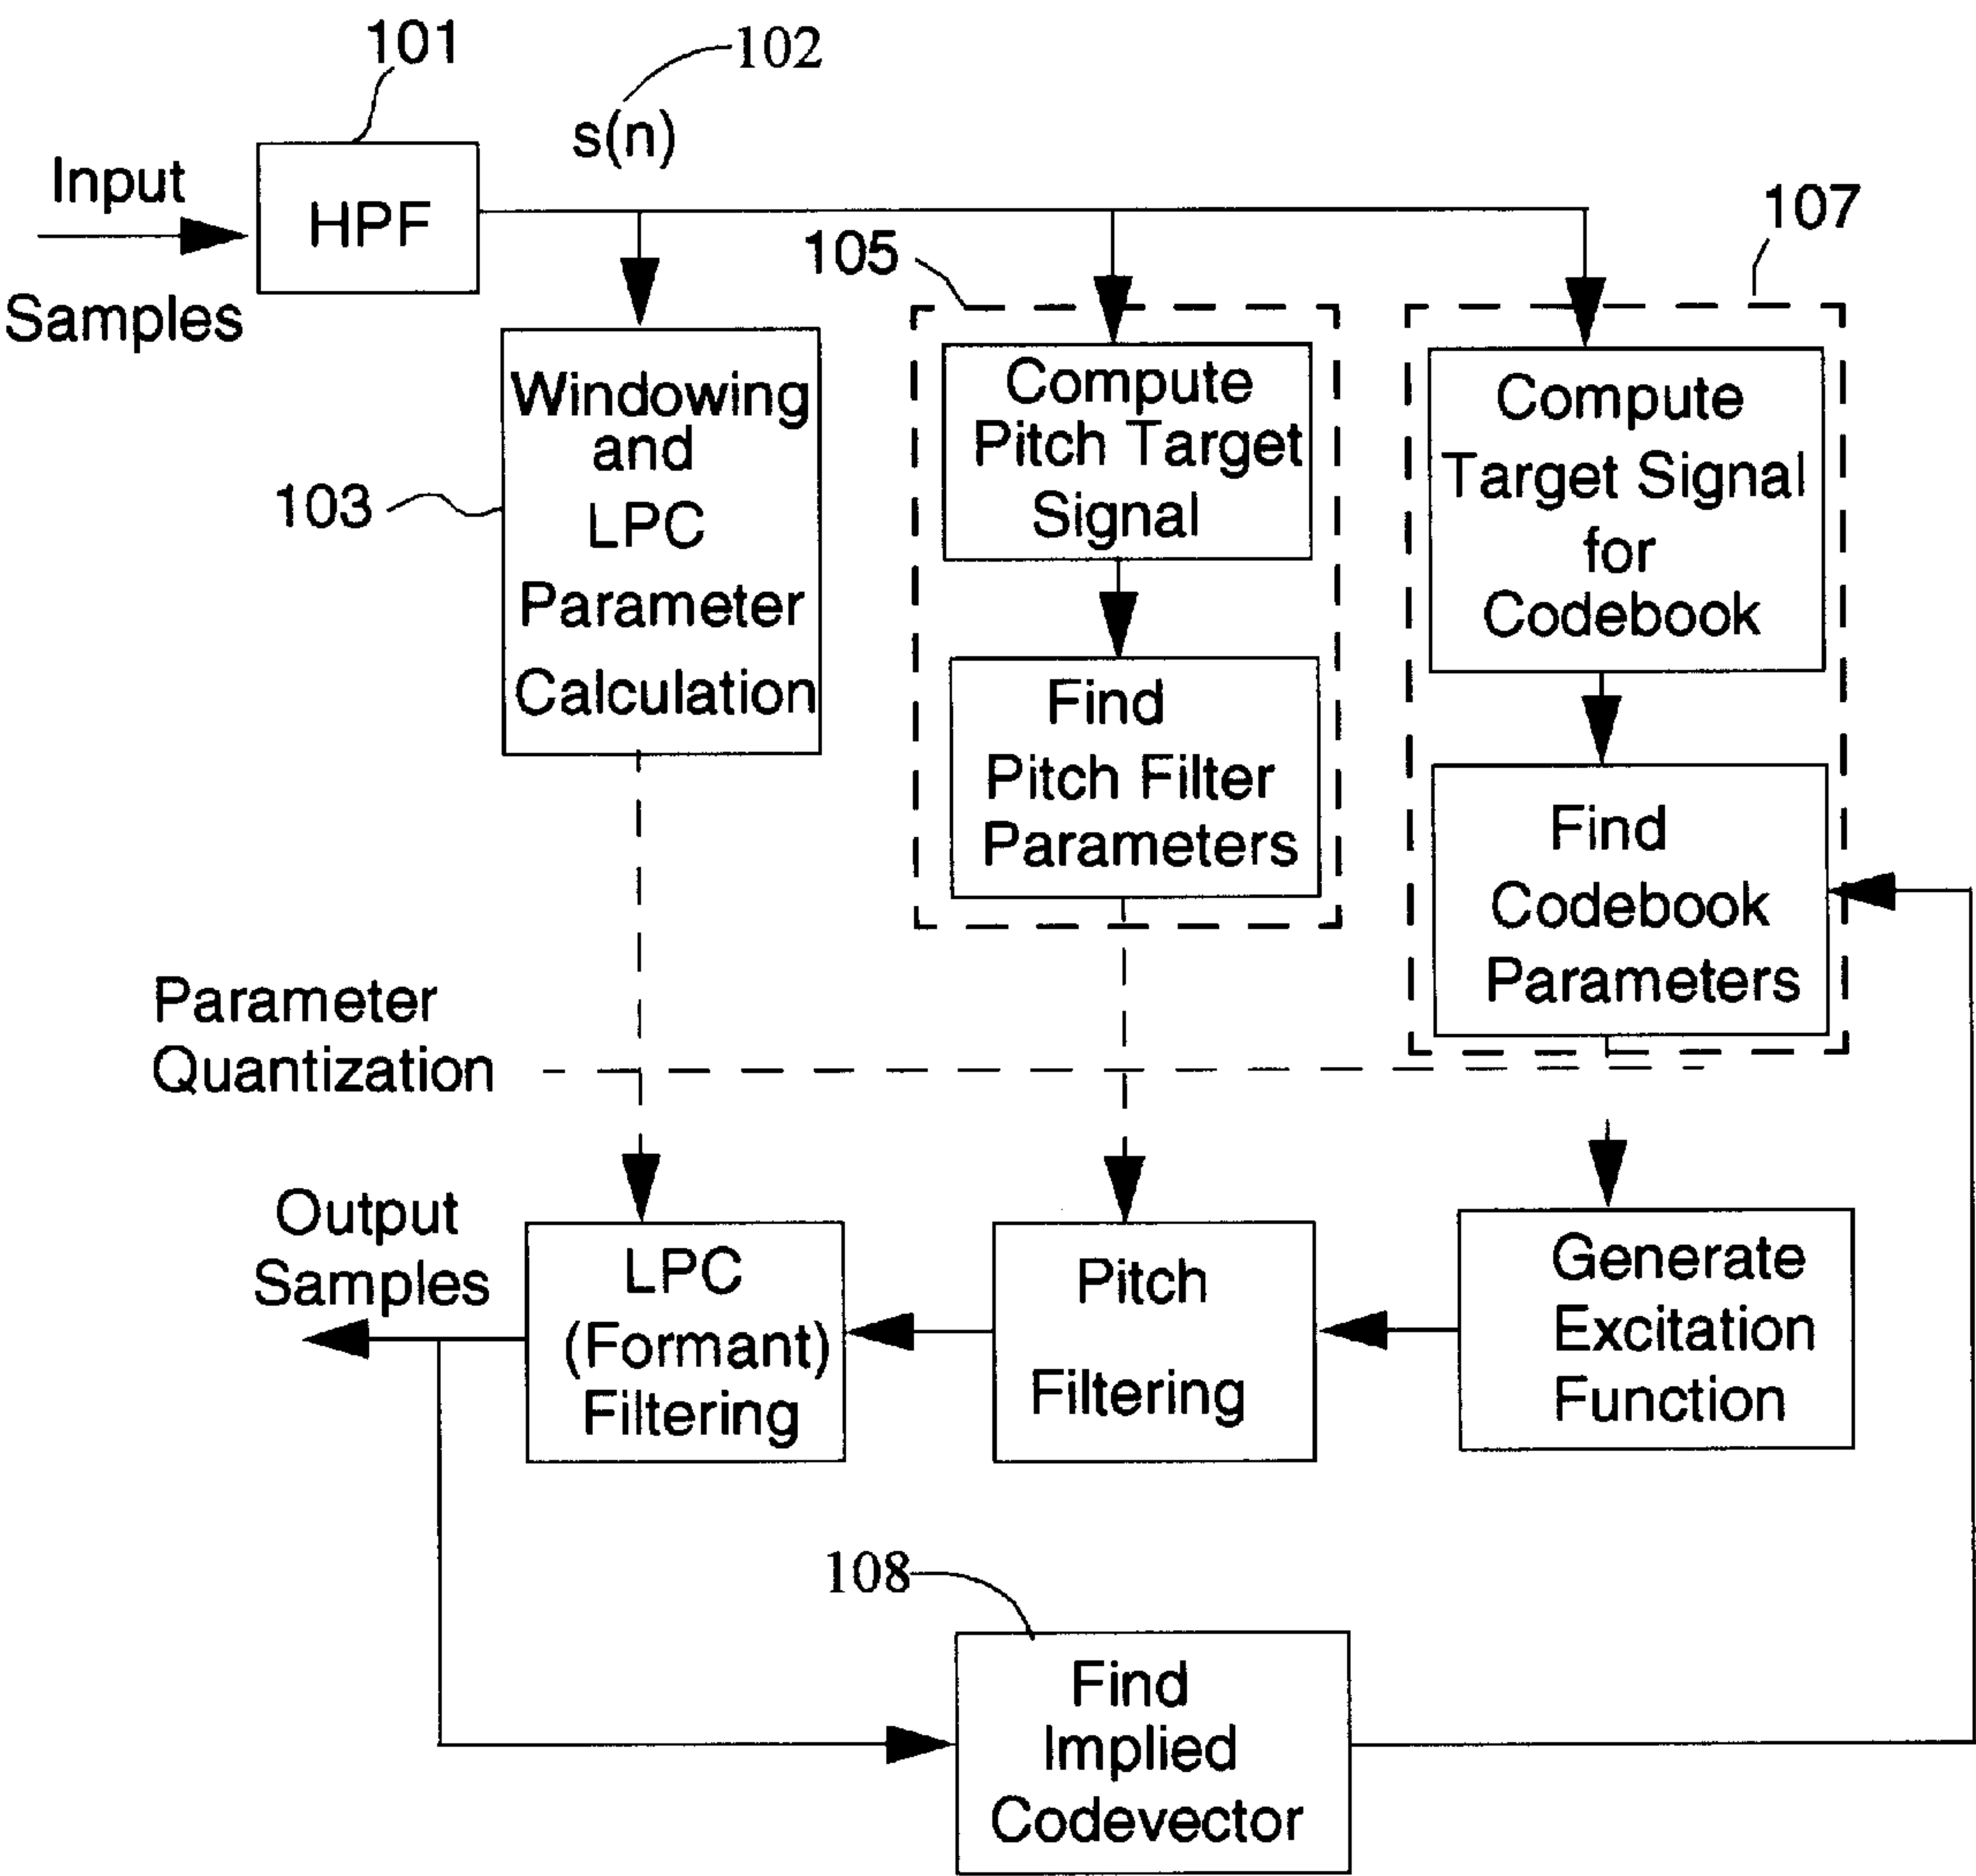 101
102
s(n)
Input
Samples
HPF
107
105
103
Windowing
and
LPC
Parameter
Calculation
Compute
Pitch Target
Signal
Compute
Target Signal
for
Codebook
Find
Pitch Filter
Parameters
Find
Codebook
Parameters
Parameter
Quantization
Output
Samples
LPC
(Formant)
Filtering
Pitch
Filtering
Generate
Excitation
Function
108
Find
Implied
Codevector